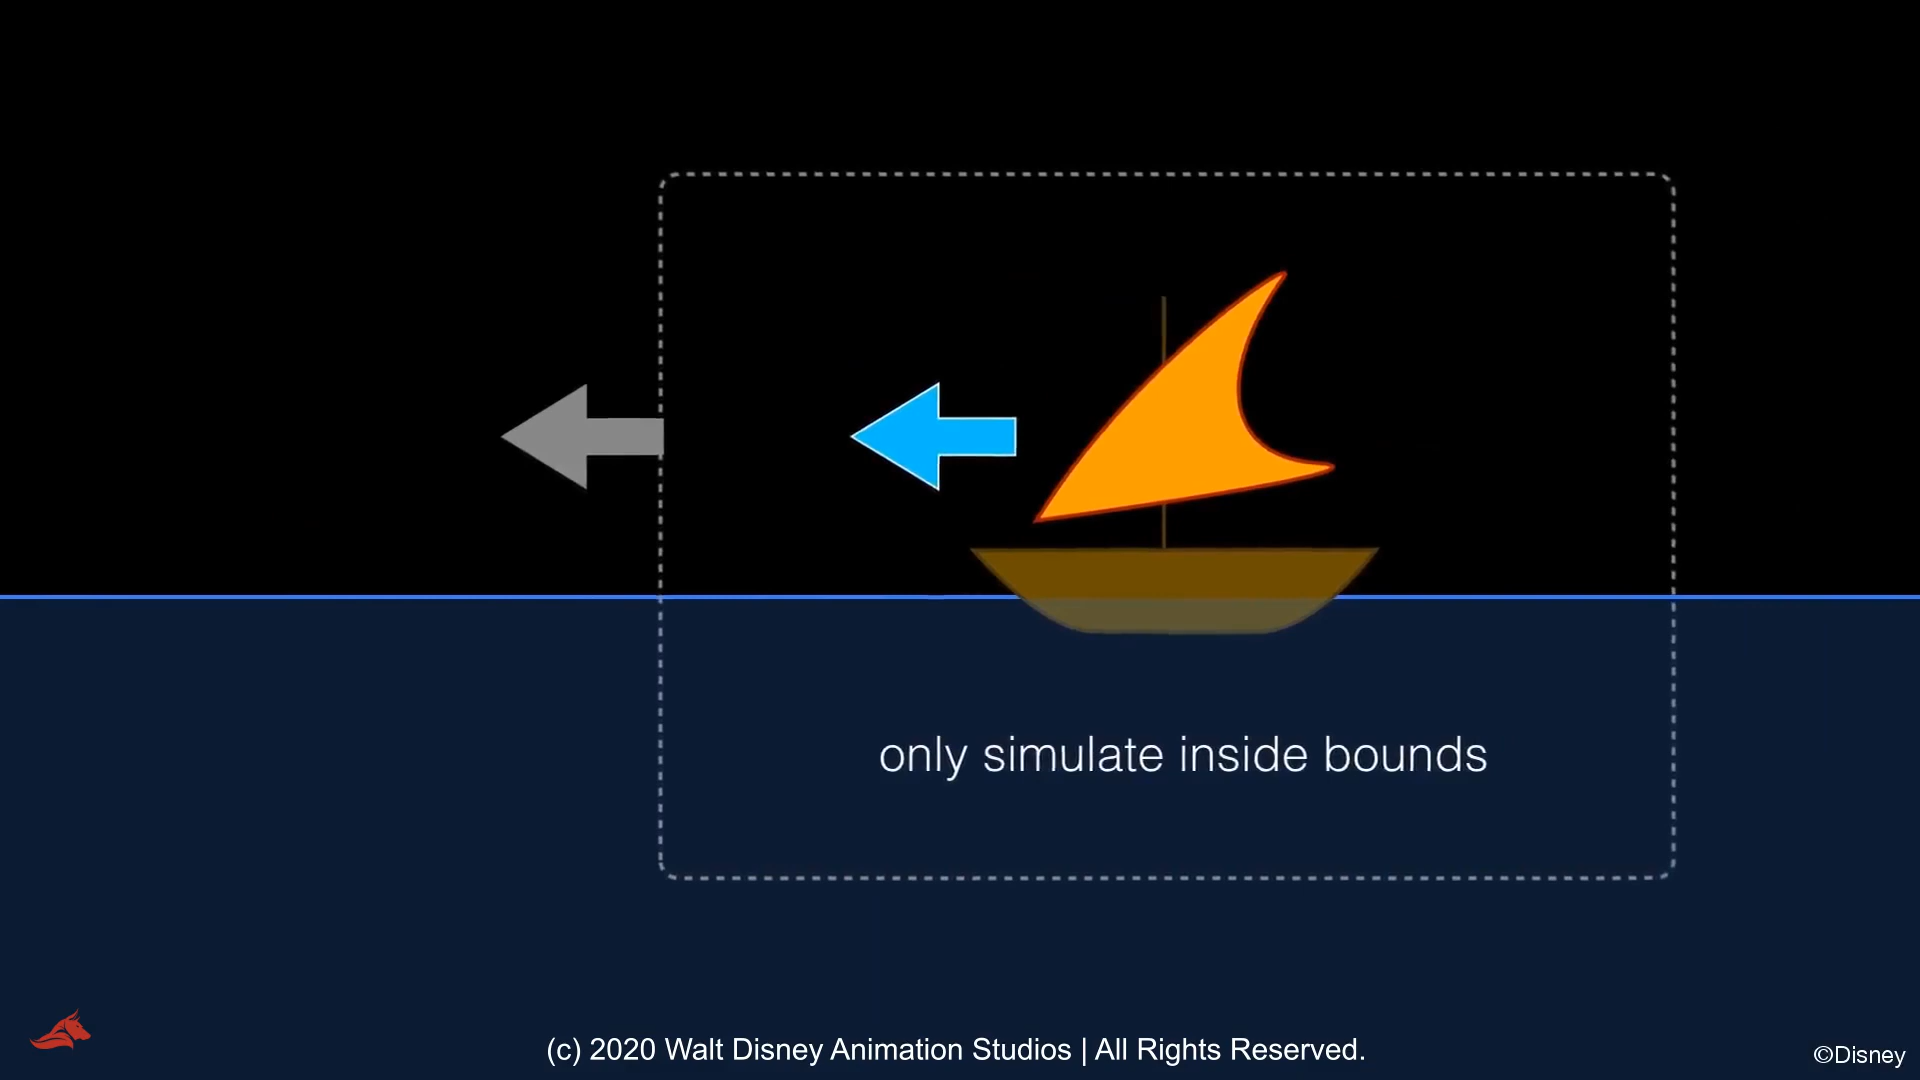 only simulate inside bounds
(c) 2020 Walt Disney Animation Studios | All Rights Reserved.
©Disney